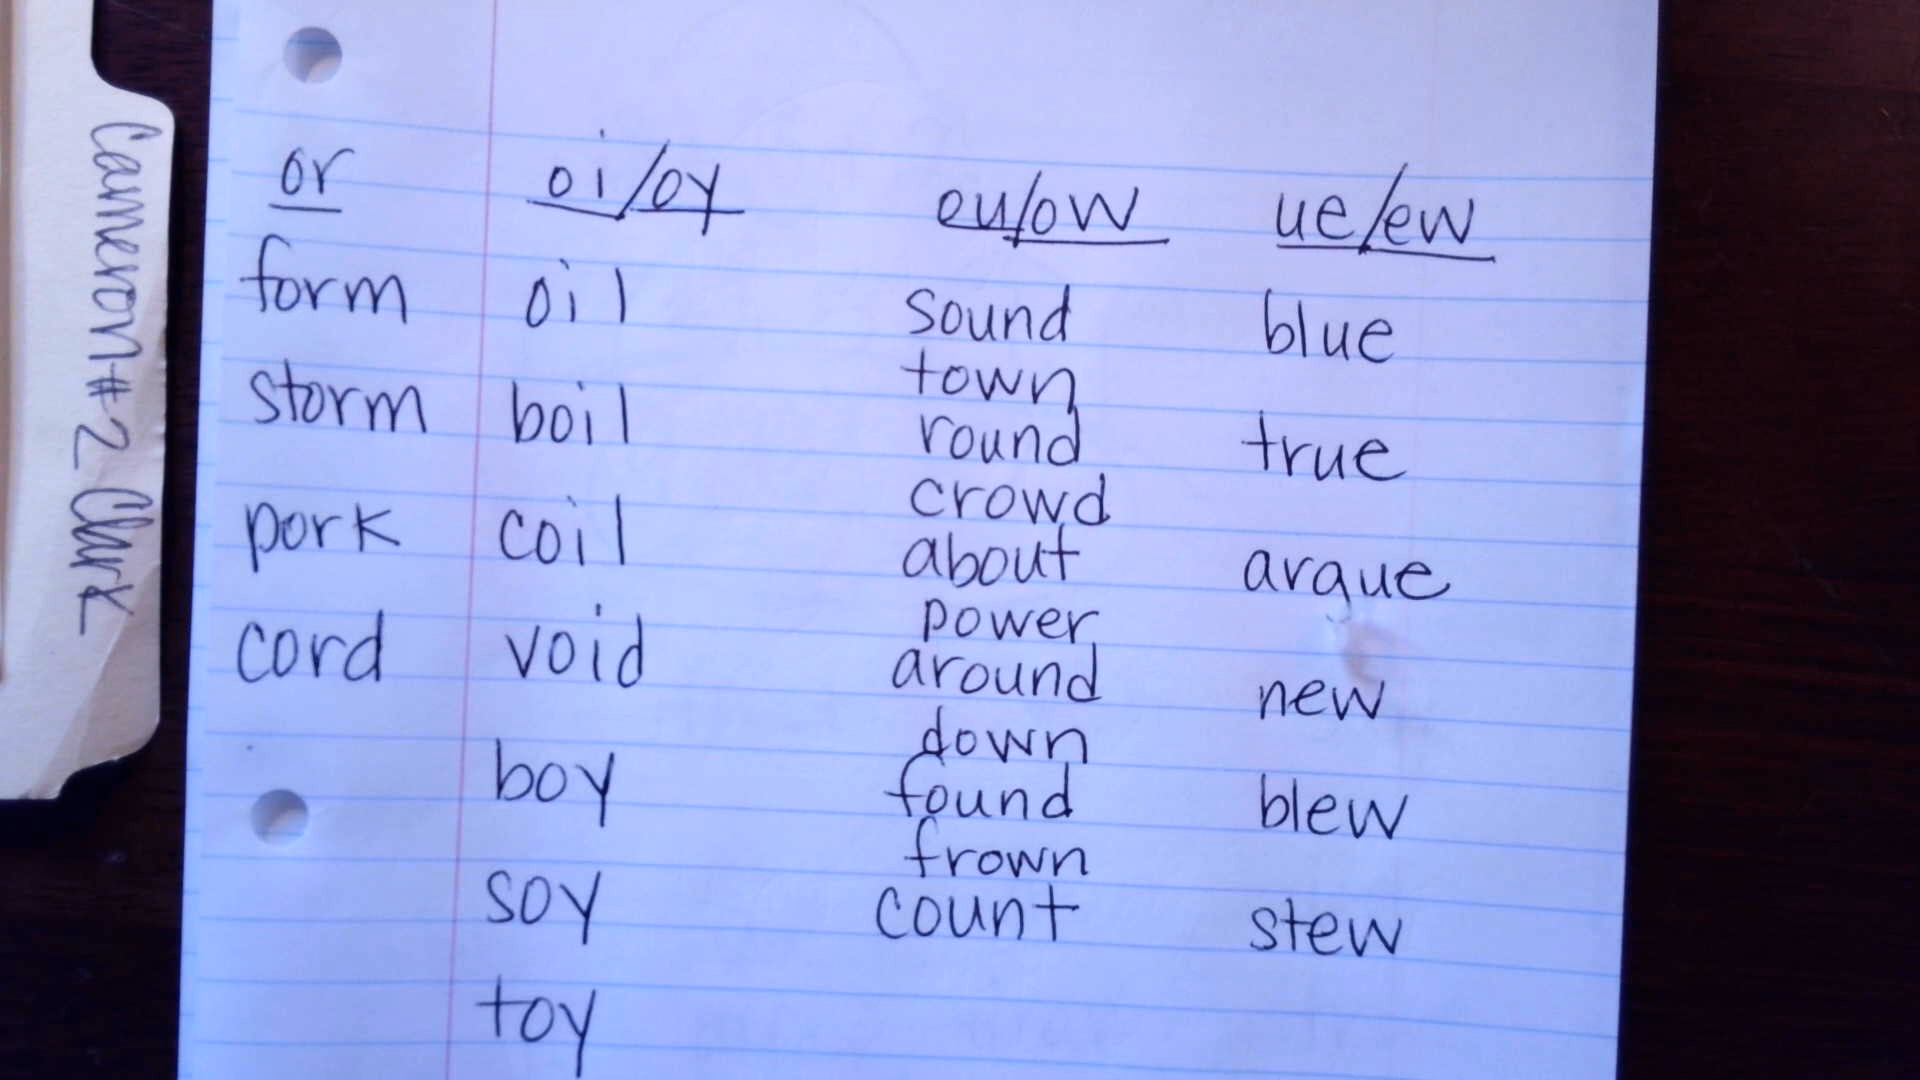 Cameron #2 Clark
or oi/oy ou/ow ue/ew
form oil sound blue
town
storm boil round true
crowd
pork coil about argue
power
cord void around new
down
boy found blew
frown
soy count stew
toy